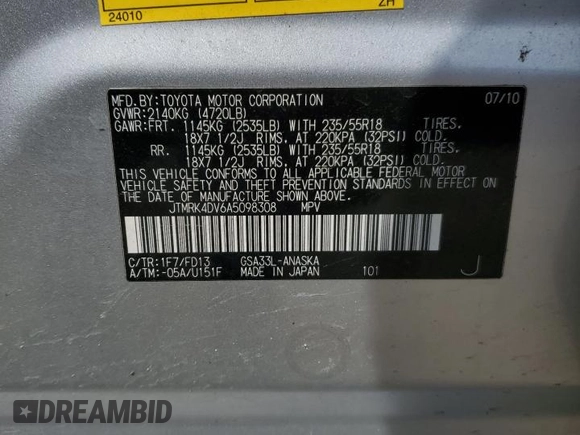 24010
ZH
MFD.BY:TOYOTA MOTOR CORPORATION 07/10
GVWR:2140KG (4720LB)
GAWR:FRT. 1145KG (2535LB) WITH 235/55R18 TIRES.
18X7 1/2J RIMS. AT 220KPA (32PSI) COLD.
RR. 1145KG (2535LB) WITH 235/55R18 TIRES.
18X7 1/2J RIMS. AT 220KPA (32PSI) COLD.
THIS VEHICLE CONFORMS TO ALL APPLICABLE FEDERAL MOTOR
VEHICLE SAFETY AND THEFT PREVENTION STANDARDS IN EFFECT ON
THE DATE OF MANUFACTURE SHOWN ABOVE.
JTMRK4DV6A5098308 MPV
C/TR:1F7/FD13 GSA33L-ANASKA
A/TM:-05A/U151F MADE IN JAPAN 101 J
DREAMBID